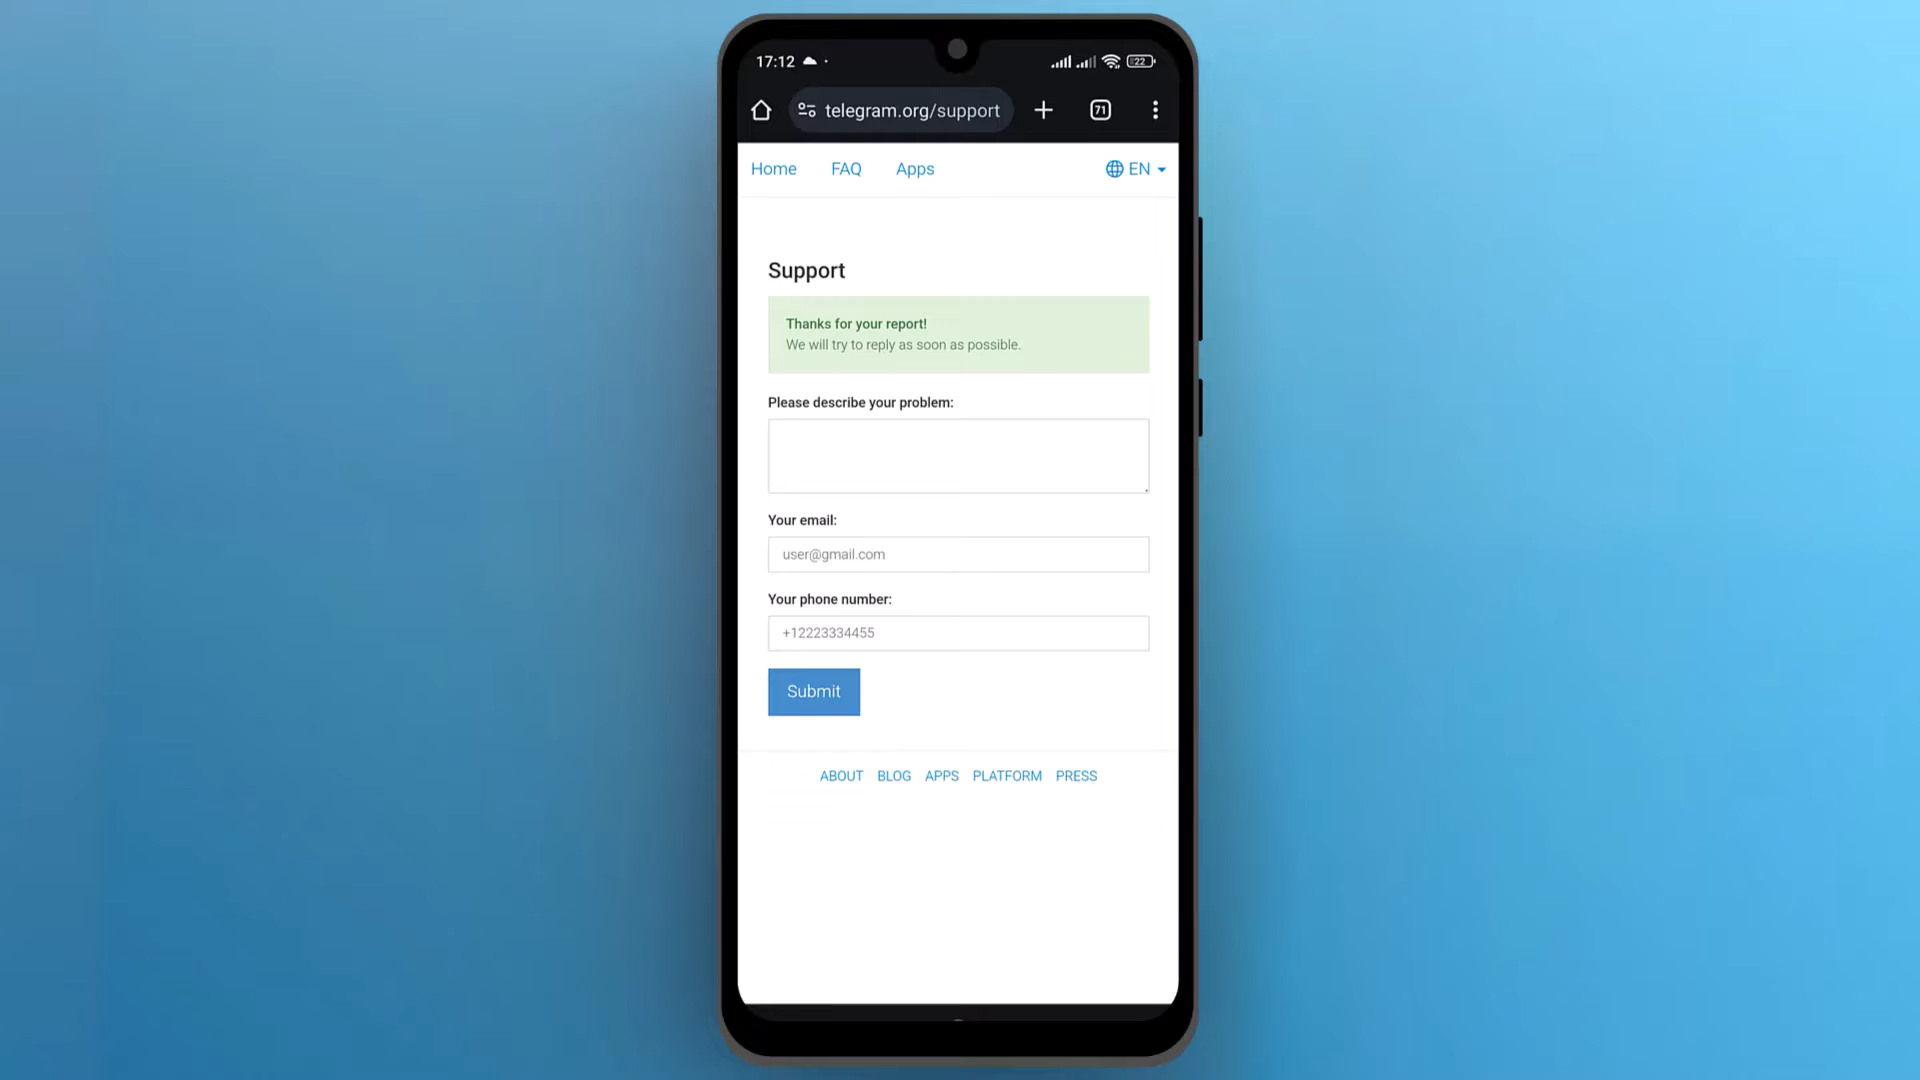 17:12
22
telegram.org/support
71
Home FAQ Apps EN
Support
Thanks for your report!
We will try to reply as soon as possible.
Please describe your problem:
Your email:
user@gmail.com
Your phone number:
+12223334455
Submit
ABOUT BLOG APPS PLATFORM PRESS